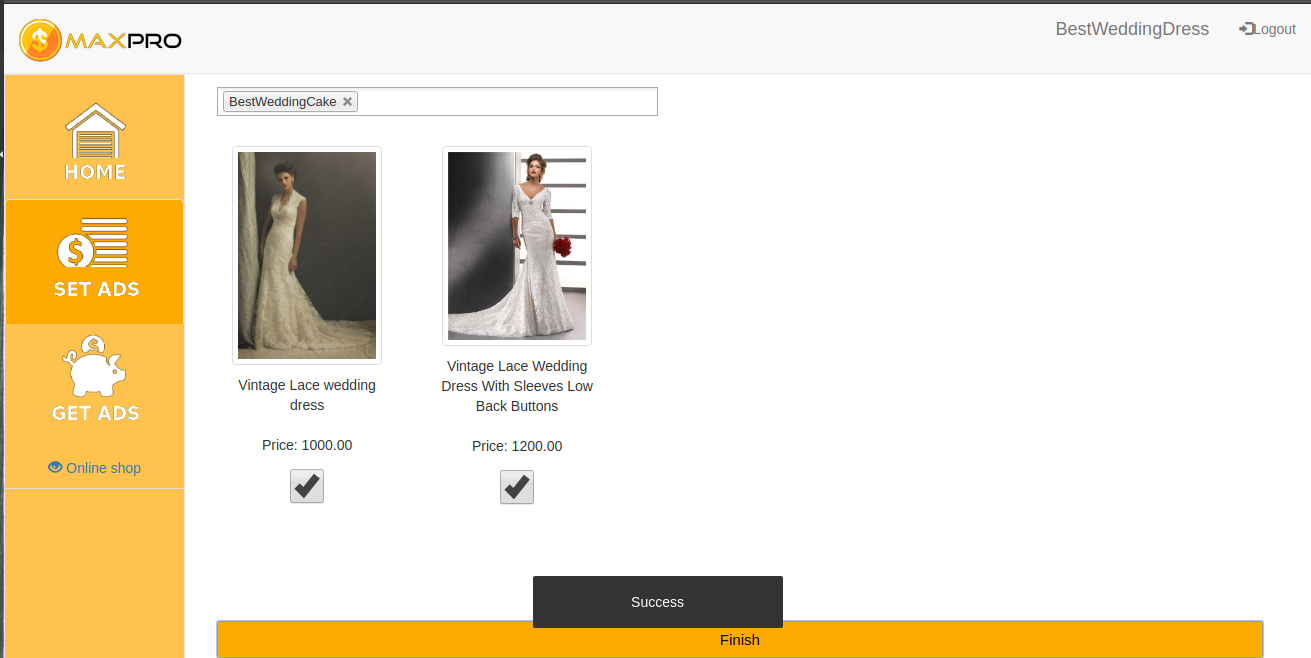 MAXPRO
BestWeddingDress
Logout
BestWeddingCake ×
HOME
SET ADS
GET ADS
Online shop
Vintage Lace wedding
dress
Price: 1000.00
Vintage Lace Wedding
Dress With Sleeves Low
Back Buttons
Price: 1200.00
Success
Finish